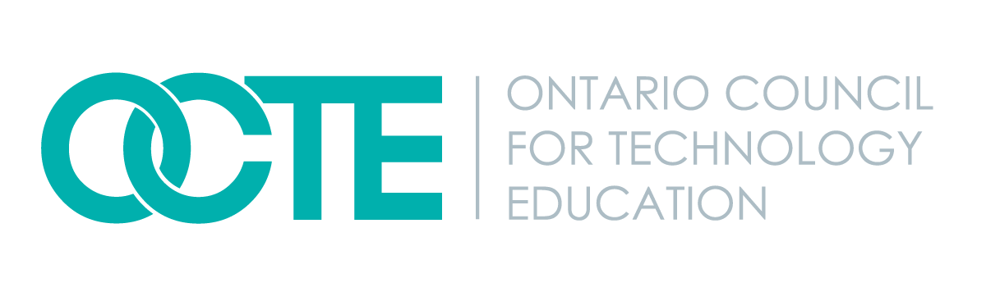 OCTE
ONTARIO COUNCIL
FOR TECHNOLOGY
EDUCATION